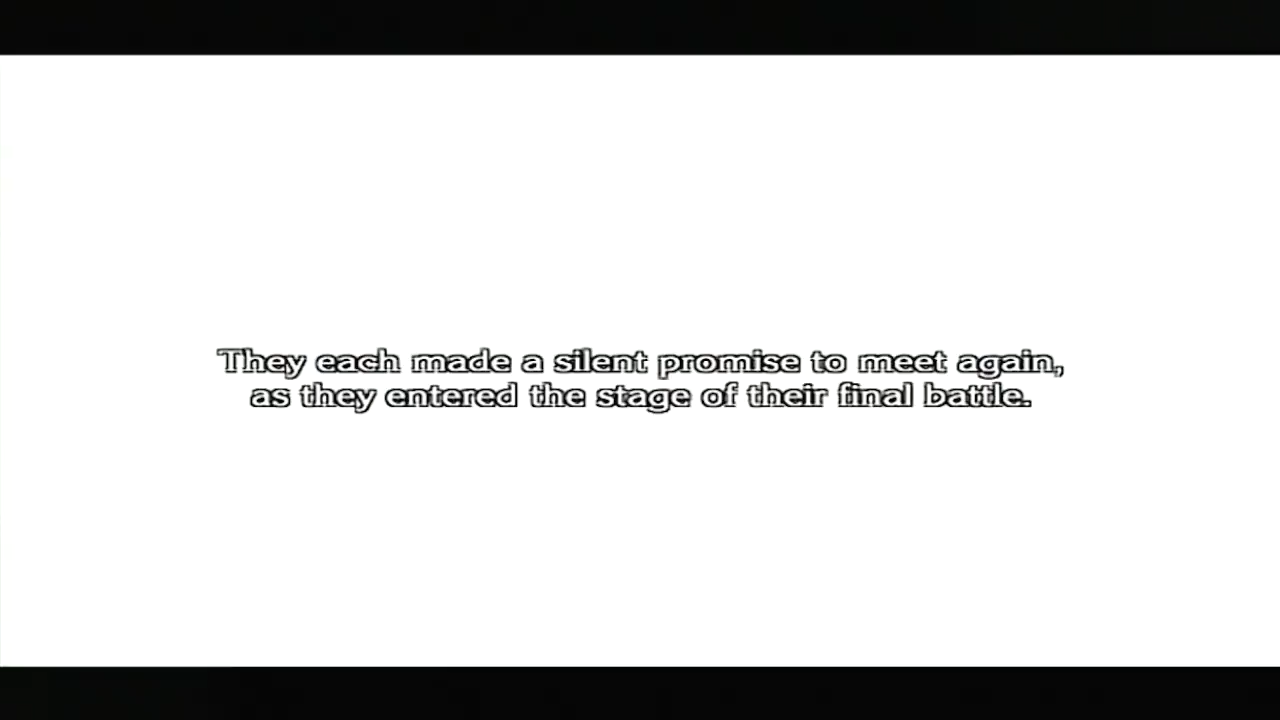 They each made a silent promise to meet again,
as they entered the stage of their final battle.